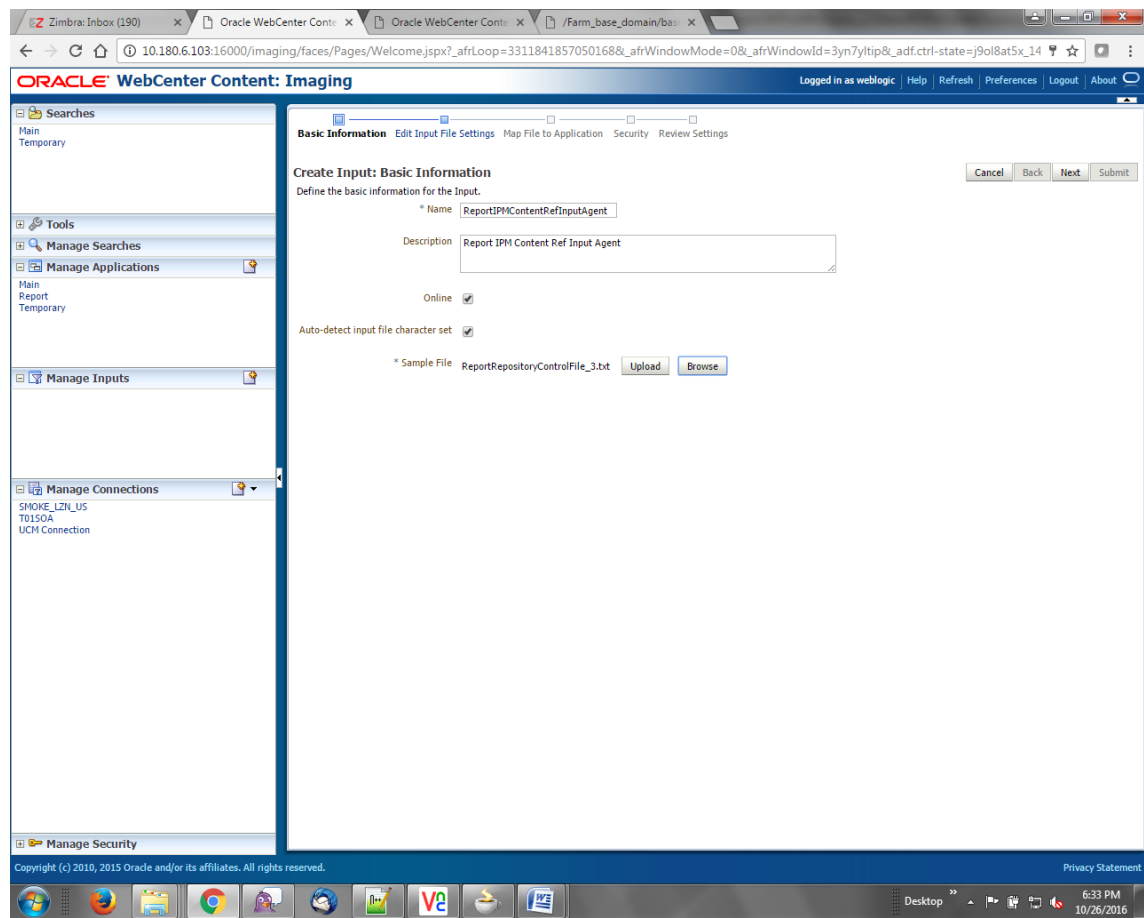 Zimbra: Inbox (190)
Oracle WebCenter Conte
Oracle WebCenter Conte
/Farm_base_domain/bas
10.180.6.103:16000/imaging/faces/Pages/Welcome.jspx?_afrLoop=3311841857050168&_afrWindowMode=0&_afrWindowId=3yn7yltip&_adf.ctrl-state=j9ol8at5x_14
ORACLE WebCenter Content: Imaging
Logged in as weblogic | Help | Refresh | Preferences | Logout | About
Searches
Main
Temporary
Tools
Manage Searches
Manage Applications
Main
Report
Temporary
Manage Inputs
Manage Connections
SMOKE_LZN_US
T01SOA
UCM Connection
Manage Security
Basic Information Edit Input File Settings Map File to Application Security Review Settings
Create Input: Basic Information
Cancel Back Next Submit
Define the basic information for the Input.
* Name ReportIPMContentRefInputAgent
Description Report IPM Content Ref Input Agent
Online
Auto-detect input file character set
* Sample File ReportRepositoryControlFile_3.txt Upload Browse
Copyright (c) 2010, 2015 Oracle and/or its affiliates. All rights reserved.
Privacy Statement
Desktop
6:33 PM
10/26/2016